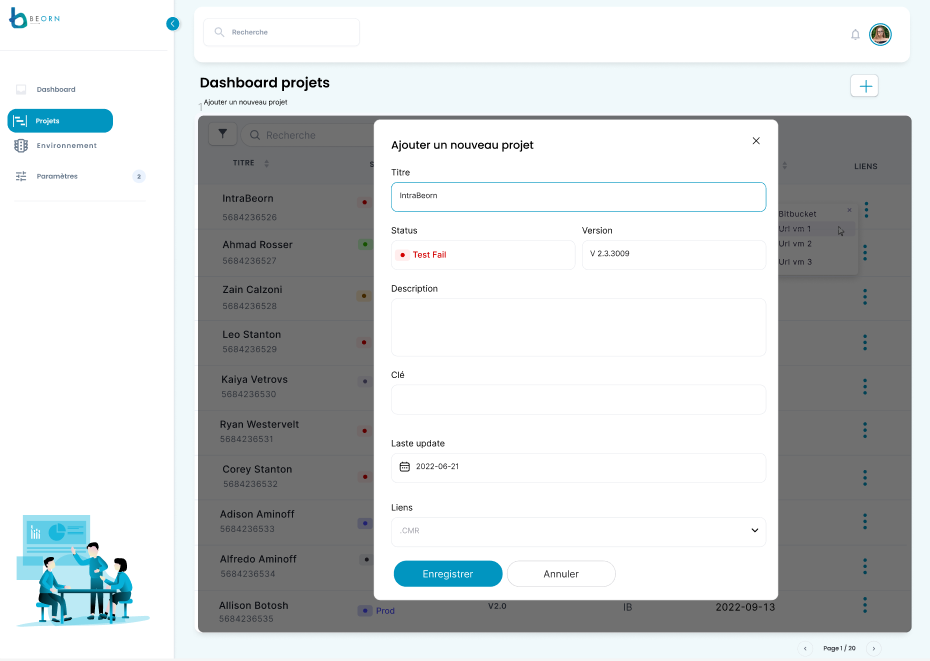 BEORN
Recherche
Dashboard
Projets
Environnement
Paramètres 2
Dashboard projets
1
Ajouter un nouveau projet
Recherche
TITRE
S
LIENS
IntraBeorn
5684236526
Ahmad Rosser
5684236527
Zain Calzoni
5684236528
Leo Stanton
5684236529
Kaiya Vetrovs
5684236530
Ryan Westervelt
5684236531
Corey Stanton
5684236532
Adison Aminoff
5684236533
Alfredo Aminoff
5684236534
Allison Botosh
5684236535
Prod
V2.0
IB
2022-09-13
Bitbucket
Url vm 1
Url vm 2
Url vm 3
Ajouter un nouveau projet
Titre
IntraBeorn
Status
Version
Test Fail
V 2.3.3009
Description
Clé
Laste update
2022-06-21
Liens
.CMR
Enregistrer
Annuler
Page 1 / 20